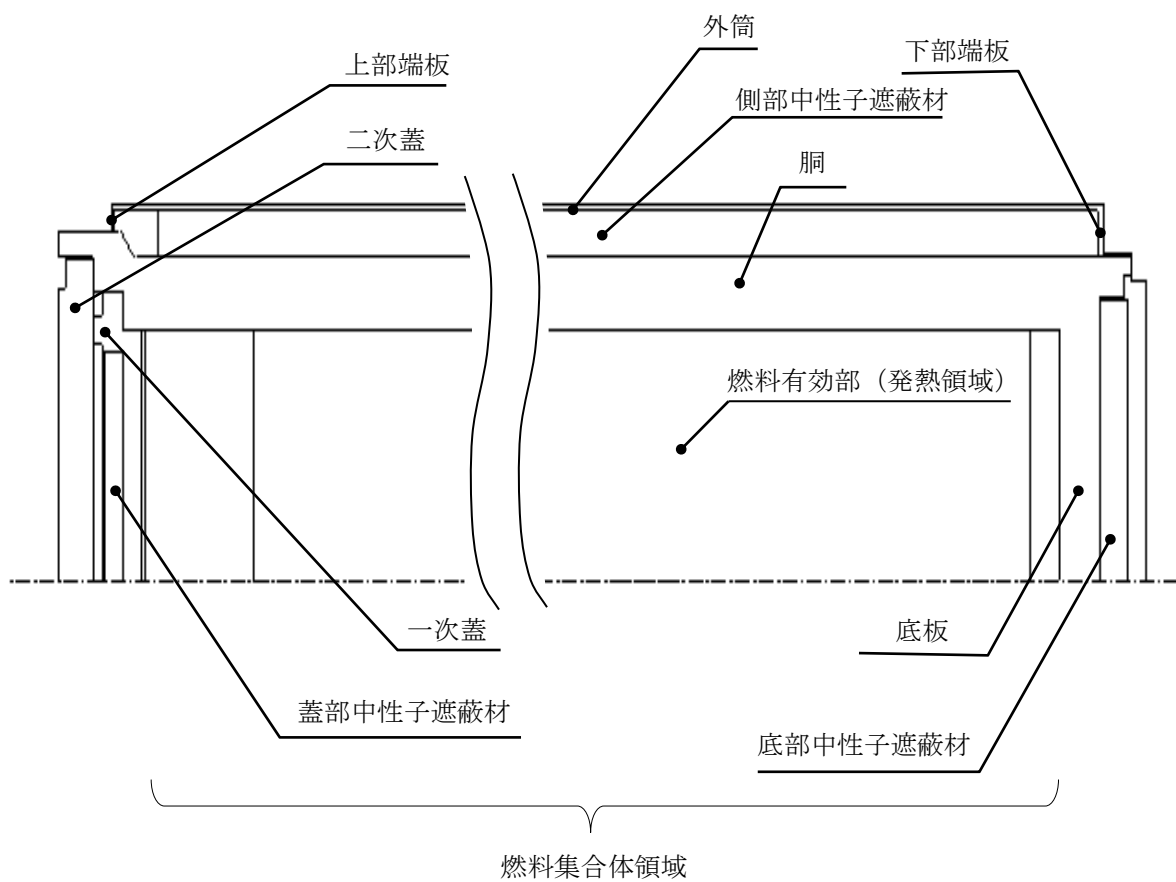 外筒
上部端板
下部端板
側部中性子遮蔽材
二次蓋
胴
燃料有効部（発熱領域）
一次蓋
底板
蓋部中性子遮蔽材
底部中性子遮蔽材
燃料集合体領域